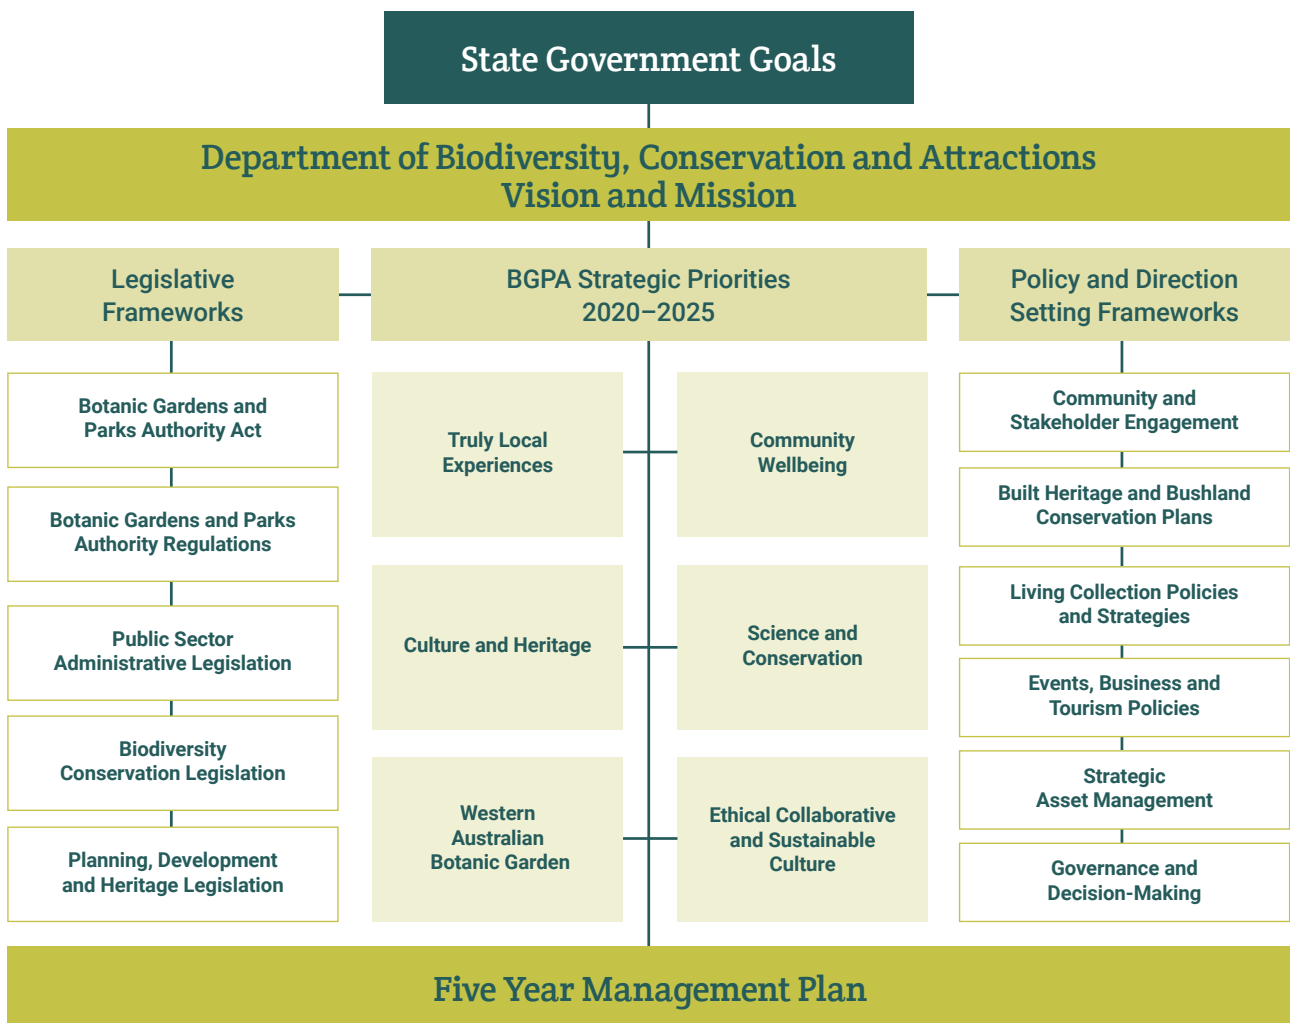 State Government Goals
Department of Biodiversity, Conservation and Attractions
Vision and Mission
Legislative
Frameworks
BGPA Strategic Priorities
2020–2025
Policy and Direction
Setting Frameworks
Botanic Gardens and
Parks Authority Act
Botanic Gardens and Parks
Authority Regulations
Public Sector
Administrative Legislation
Biodiversity
Conservation Legislation
Planning, Development
and Heritage Legislation
Truly Local
Experiences
Community
Wellbeing
Culture and Heritage
Science and
Conservation
Western
Australian
Botanic Garden
Ethical Collaborative
and Sustainable
Culture
Community and
Stakeholder Engagement
Built Heritage and Bushland
Conservation Plans
Living Collection Policies
and Strategies
Events, Business and
Tourism Policies
Strategic
Asset Management
Governance and
Decision-Making
Five Year Management Plan